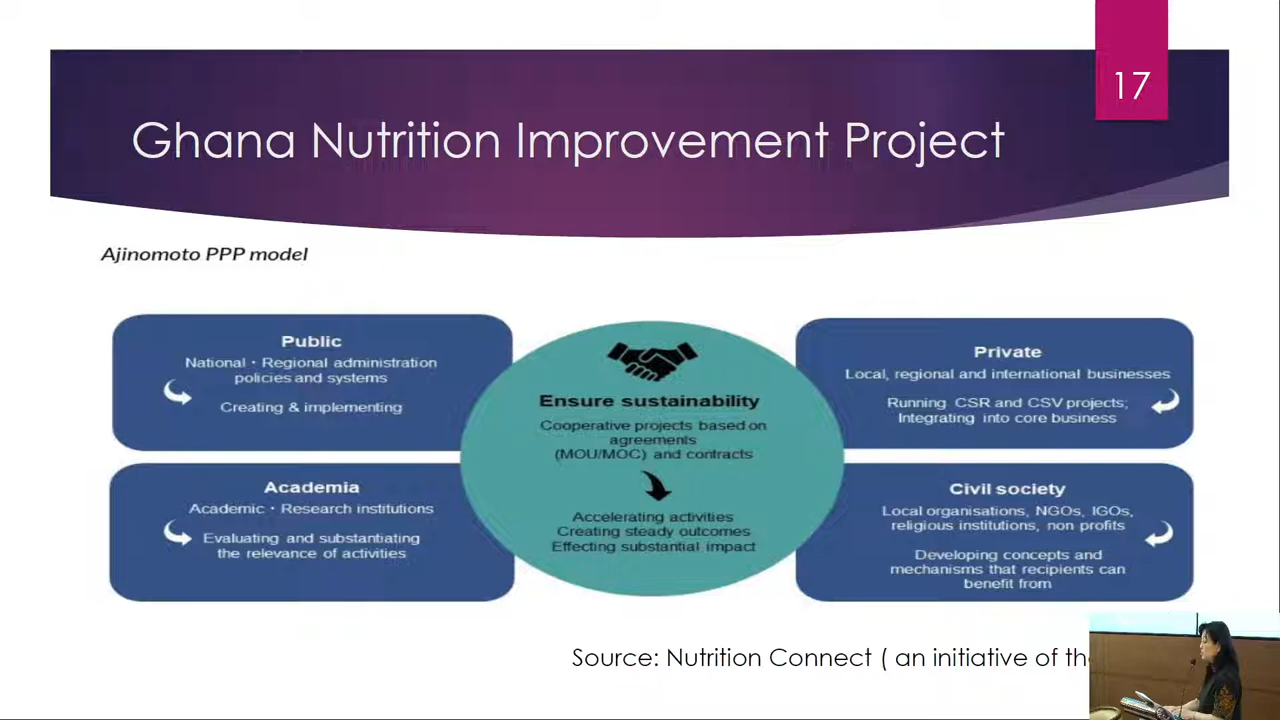 17
Ghana Nutrition Improvement Project
Ajinomoto PPP model
Public
National・Regional administration
policies and systems
Creating & implementing
Academia
Academic・Research institutions
Evaluating and substantiating
the relevance of activities
Ensure sustainability
Cooperative projects based on
agreements
(MOU/MOC) and contracts
Accelerating activities
Creating steady outcomes
Effecting substantial impact
Private
Local, regional and international businesses
Running CSR and CSV projects;
Integrating into core business
Civil society
Local organisations, NGOs, IGOs,
religious institutions, non profits
Developing concepts and
mechanisms that recipients can
benefit from
Source: Nutrition Connect ( an initiative of